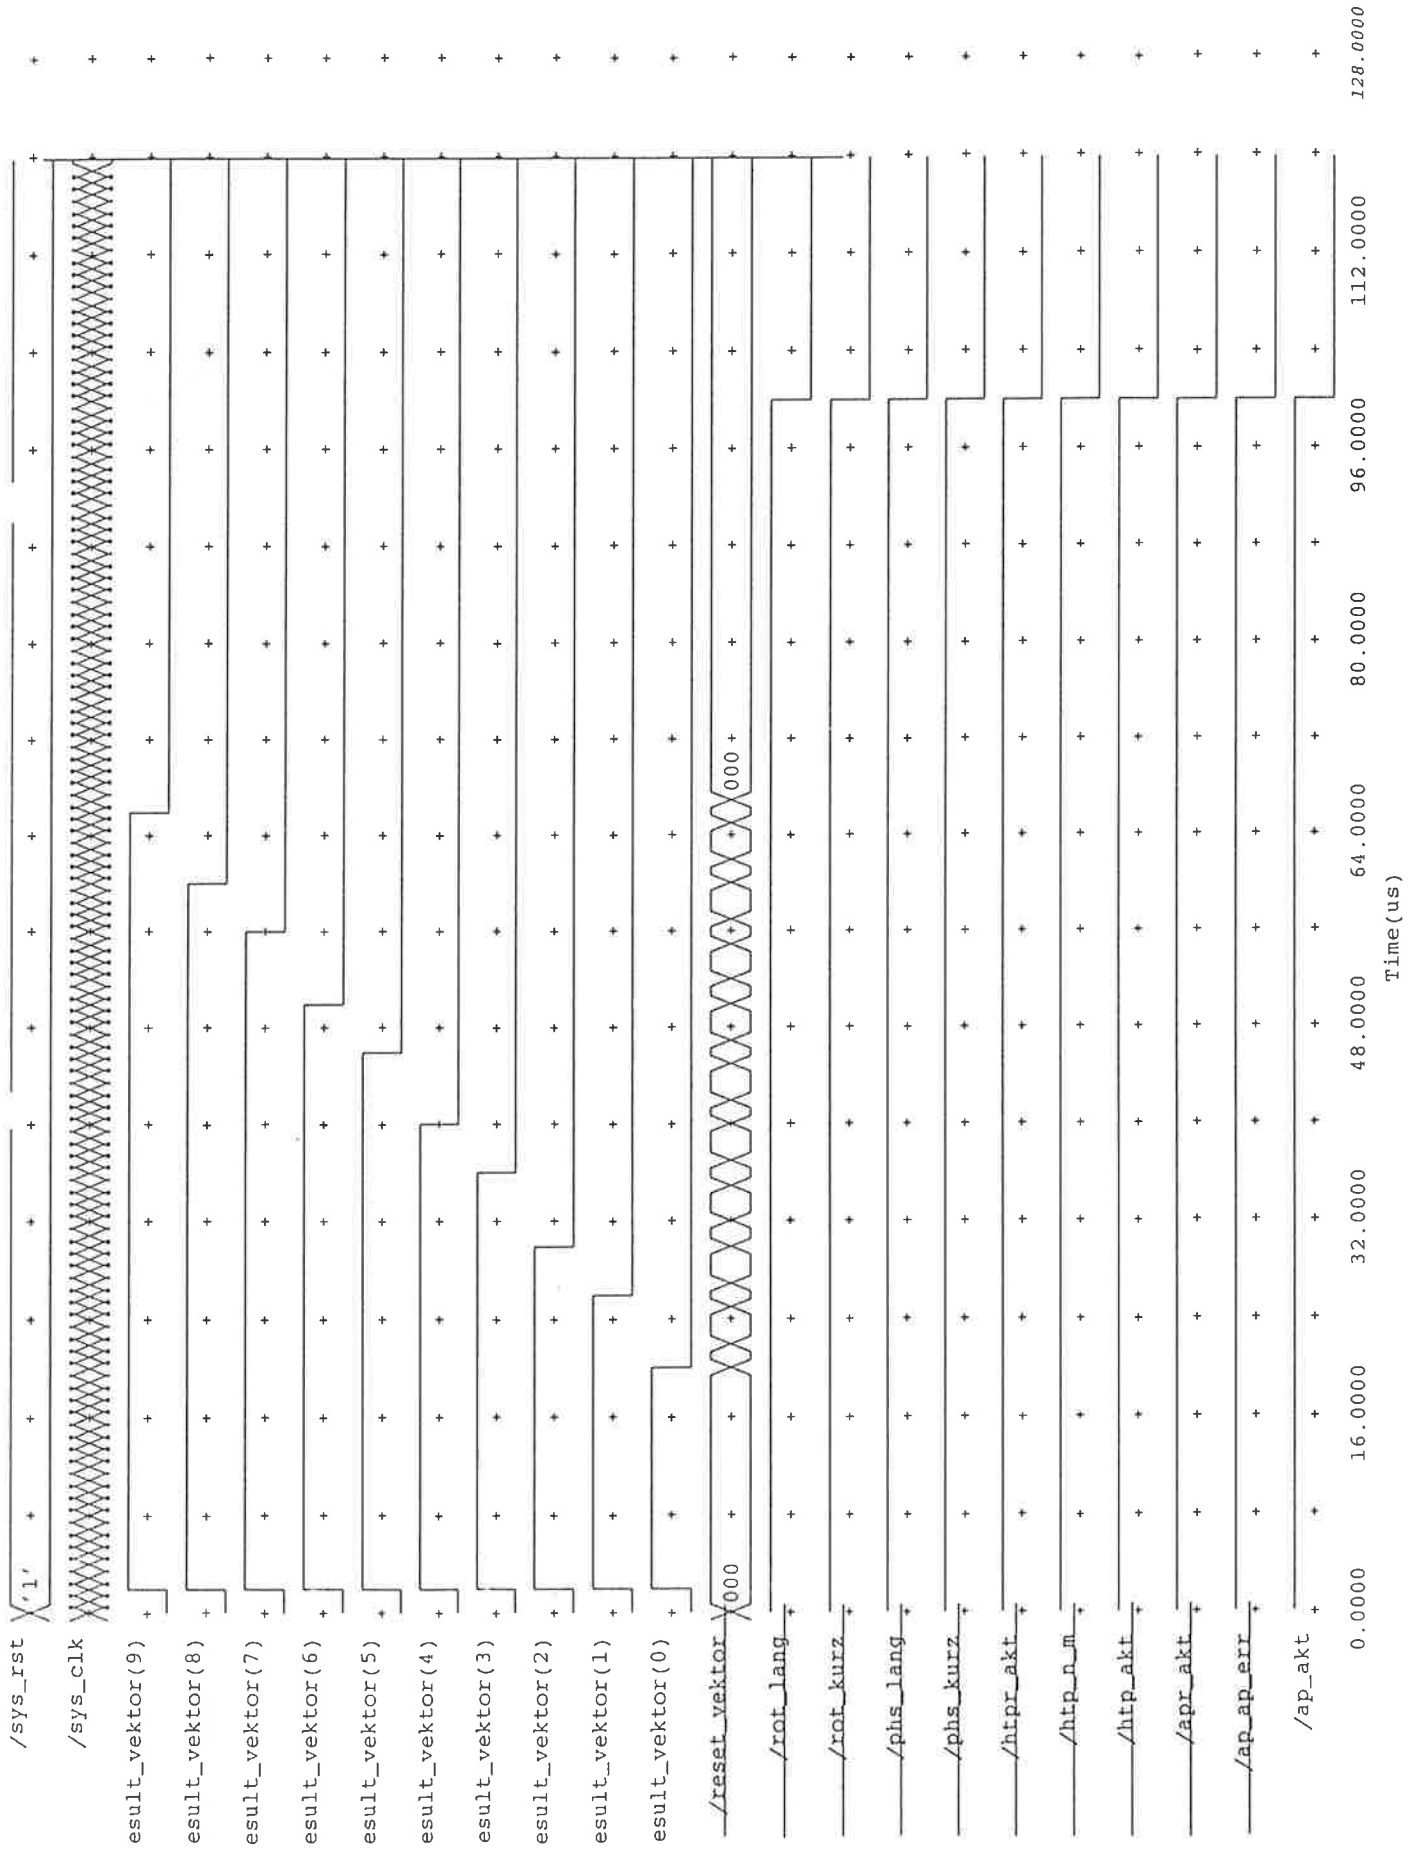 /sys_rst
'1'
/sys_clk
esult_vektor(9)
esult_vektor(8)
esult_vektor(7)
esult_vektor(6)
esult_vektor(5)
esult_vektor(4)
esult_vektor(3)
esult_vektor(2)
esult_vektor(1)
esult_vektor(0)
/reset_vektor
000
000
/rot_lang
/rot_kurz
/phs_lang
/phs_kurz
/htpr_akt
/htp_n_m
/htp_akt
/apr_akt
/ap_ap_err
/ap_akt
0.0000 16.0000 32.0000 48.0000 64.0000 80.0000 96.0000 112.0000 128.0000
Time(us)